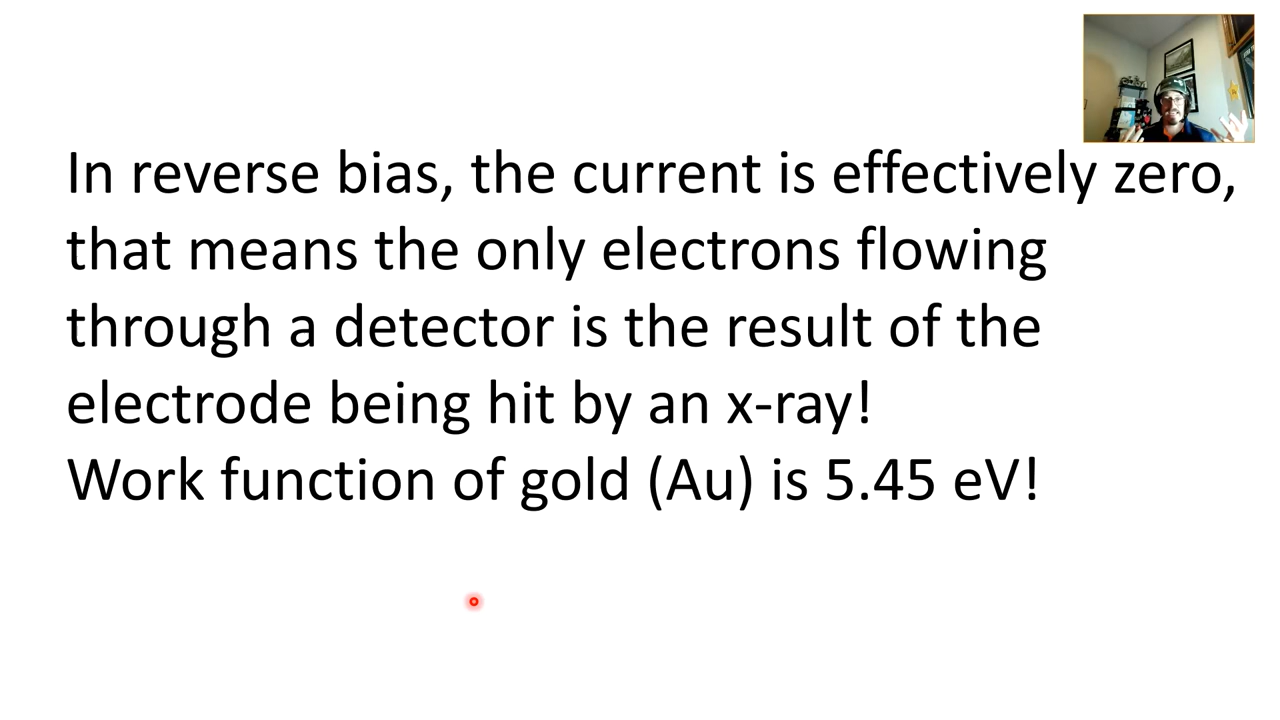 In reverse bias, the current is effectively zero,
that means the only electrons flowing
through a detector is the result of the
electrode being hit by an x-ray!
Work function of gold (Au) is 5.45 eV!